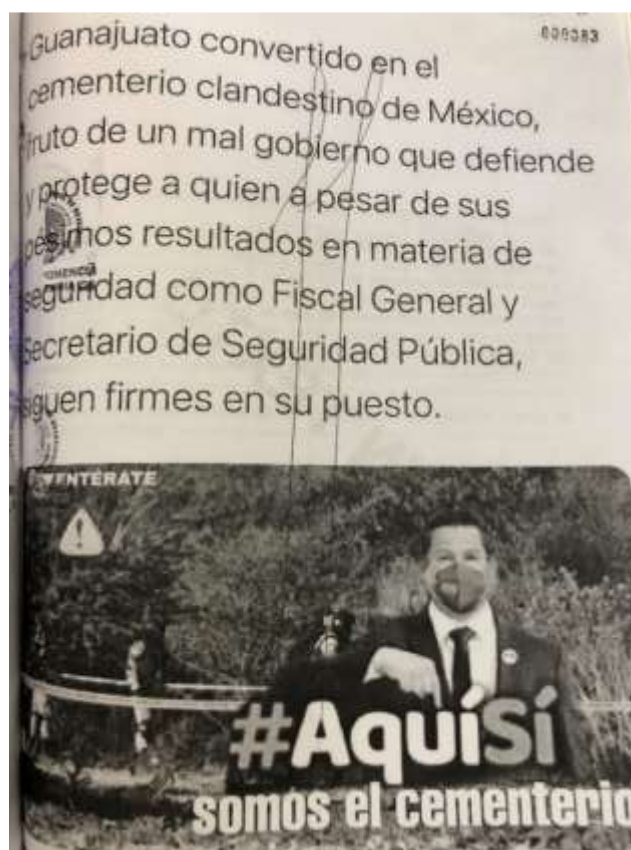 009083
Guanajuato convertido en el
cementerio clandestino de México,
fruto de un mal gobierno que defiende
y protege a quien a pesar de sus
pésimos resultados en materia de
seguridad como Fiscal General y
Secretario de Seguridad Pública,
siguen firmes en su puesto.
ENTÉRATE
#AquíSí
somos el cementerio